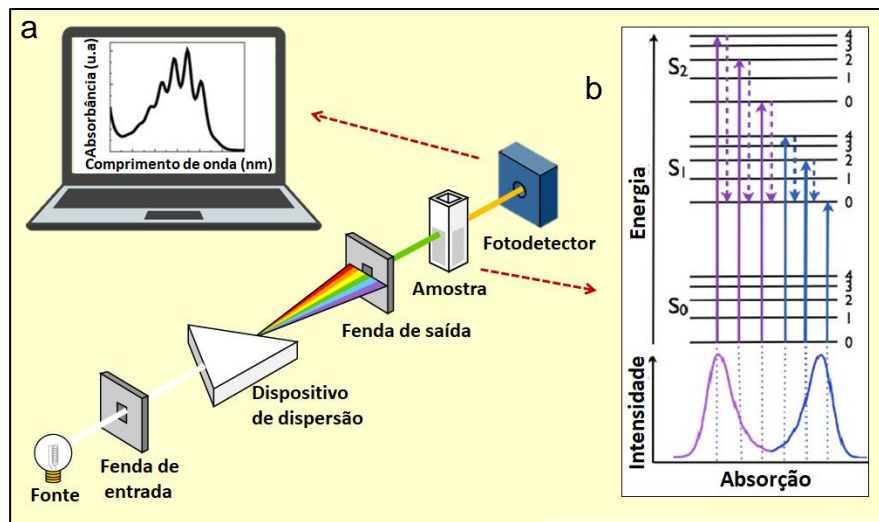 a
Absorbância (u.a)
Comprimento de onda (nm)
Fotodetector
Amostra
Fenda de saída
Dispositivo
de dispersão
Fenda de
entrada
Fonte
b
Energia
S2
4
3
2
1
0
S1
4
3
2
1
0
S0
4
3
2
1
0
Intensidade
Absorção